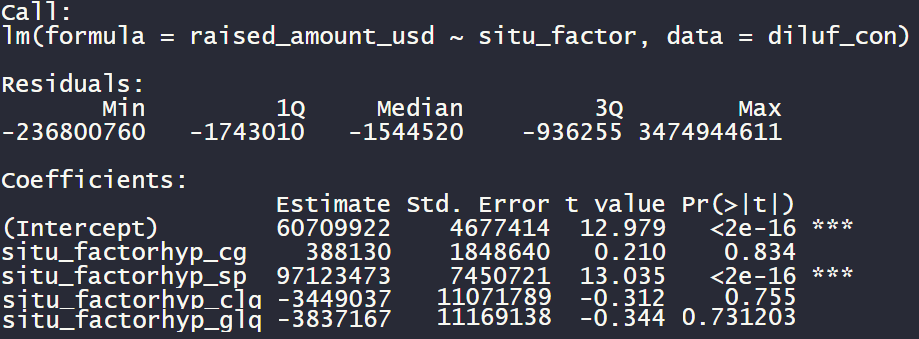 Call:
lm(formula = raised_amount_usd ~ situ_factor, data = diluf_con)
Residuals:
Min 1Q Median 3Q Max
-236800760 -1743010 -1544520 -936255 3474944611
Coefficients:
Estimate Std. Error t value Pr(>|t|)
(Intercept) 60709922 4677414 12.979 <2e-16 ***
situ_factorhyp_cg 388130 1848640 0.210 0.834
situ_factorhyp_sp 97123473 7450721 13.035 <2e-16 ***
situ_factorhyp_clq -3449037 11071789 -0.312 0.755
situ_factorhyp_glq -3837167 11169138 -0.344 0.731203